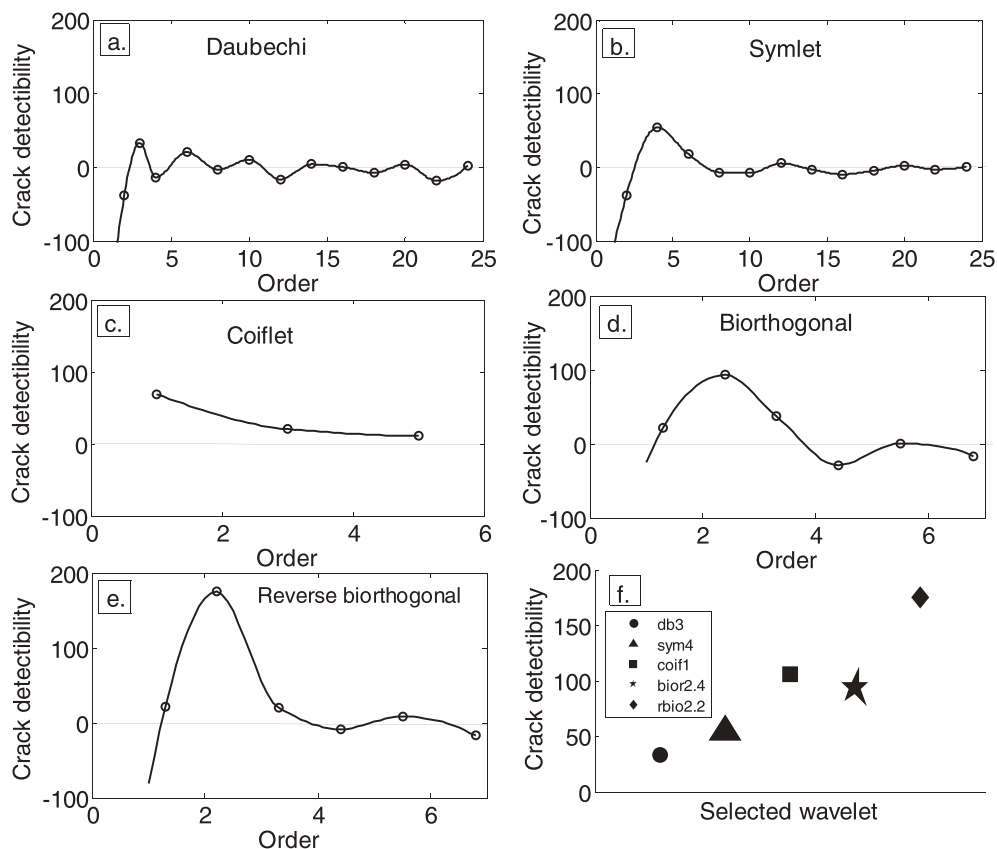 a.
Daubechi
Crack detectibility
200
100
0
-100
0 5 10 15 20 25
Order
b.
Symlet
Crack detectibility
200
100
0
-100
0 5 10 15 20 25
Order
c.
Coiflet
Crack detectibility
200
100
0
-100
0 2 4 6
Order
d.
Biorthogonal
Crack detectibility
200
100
0
-100
0 2 4 6
Order
e.
Reverse biorthogonal
Crack detectibility
200
100
0
-100
0 2 4 6
Order
f.
Crack detectibility
200
150
100
50
0
db3
sym4
coif1
bior2.4
rbio2.2
Selected wavelet